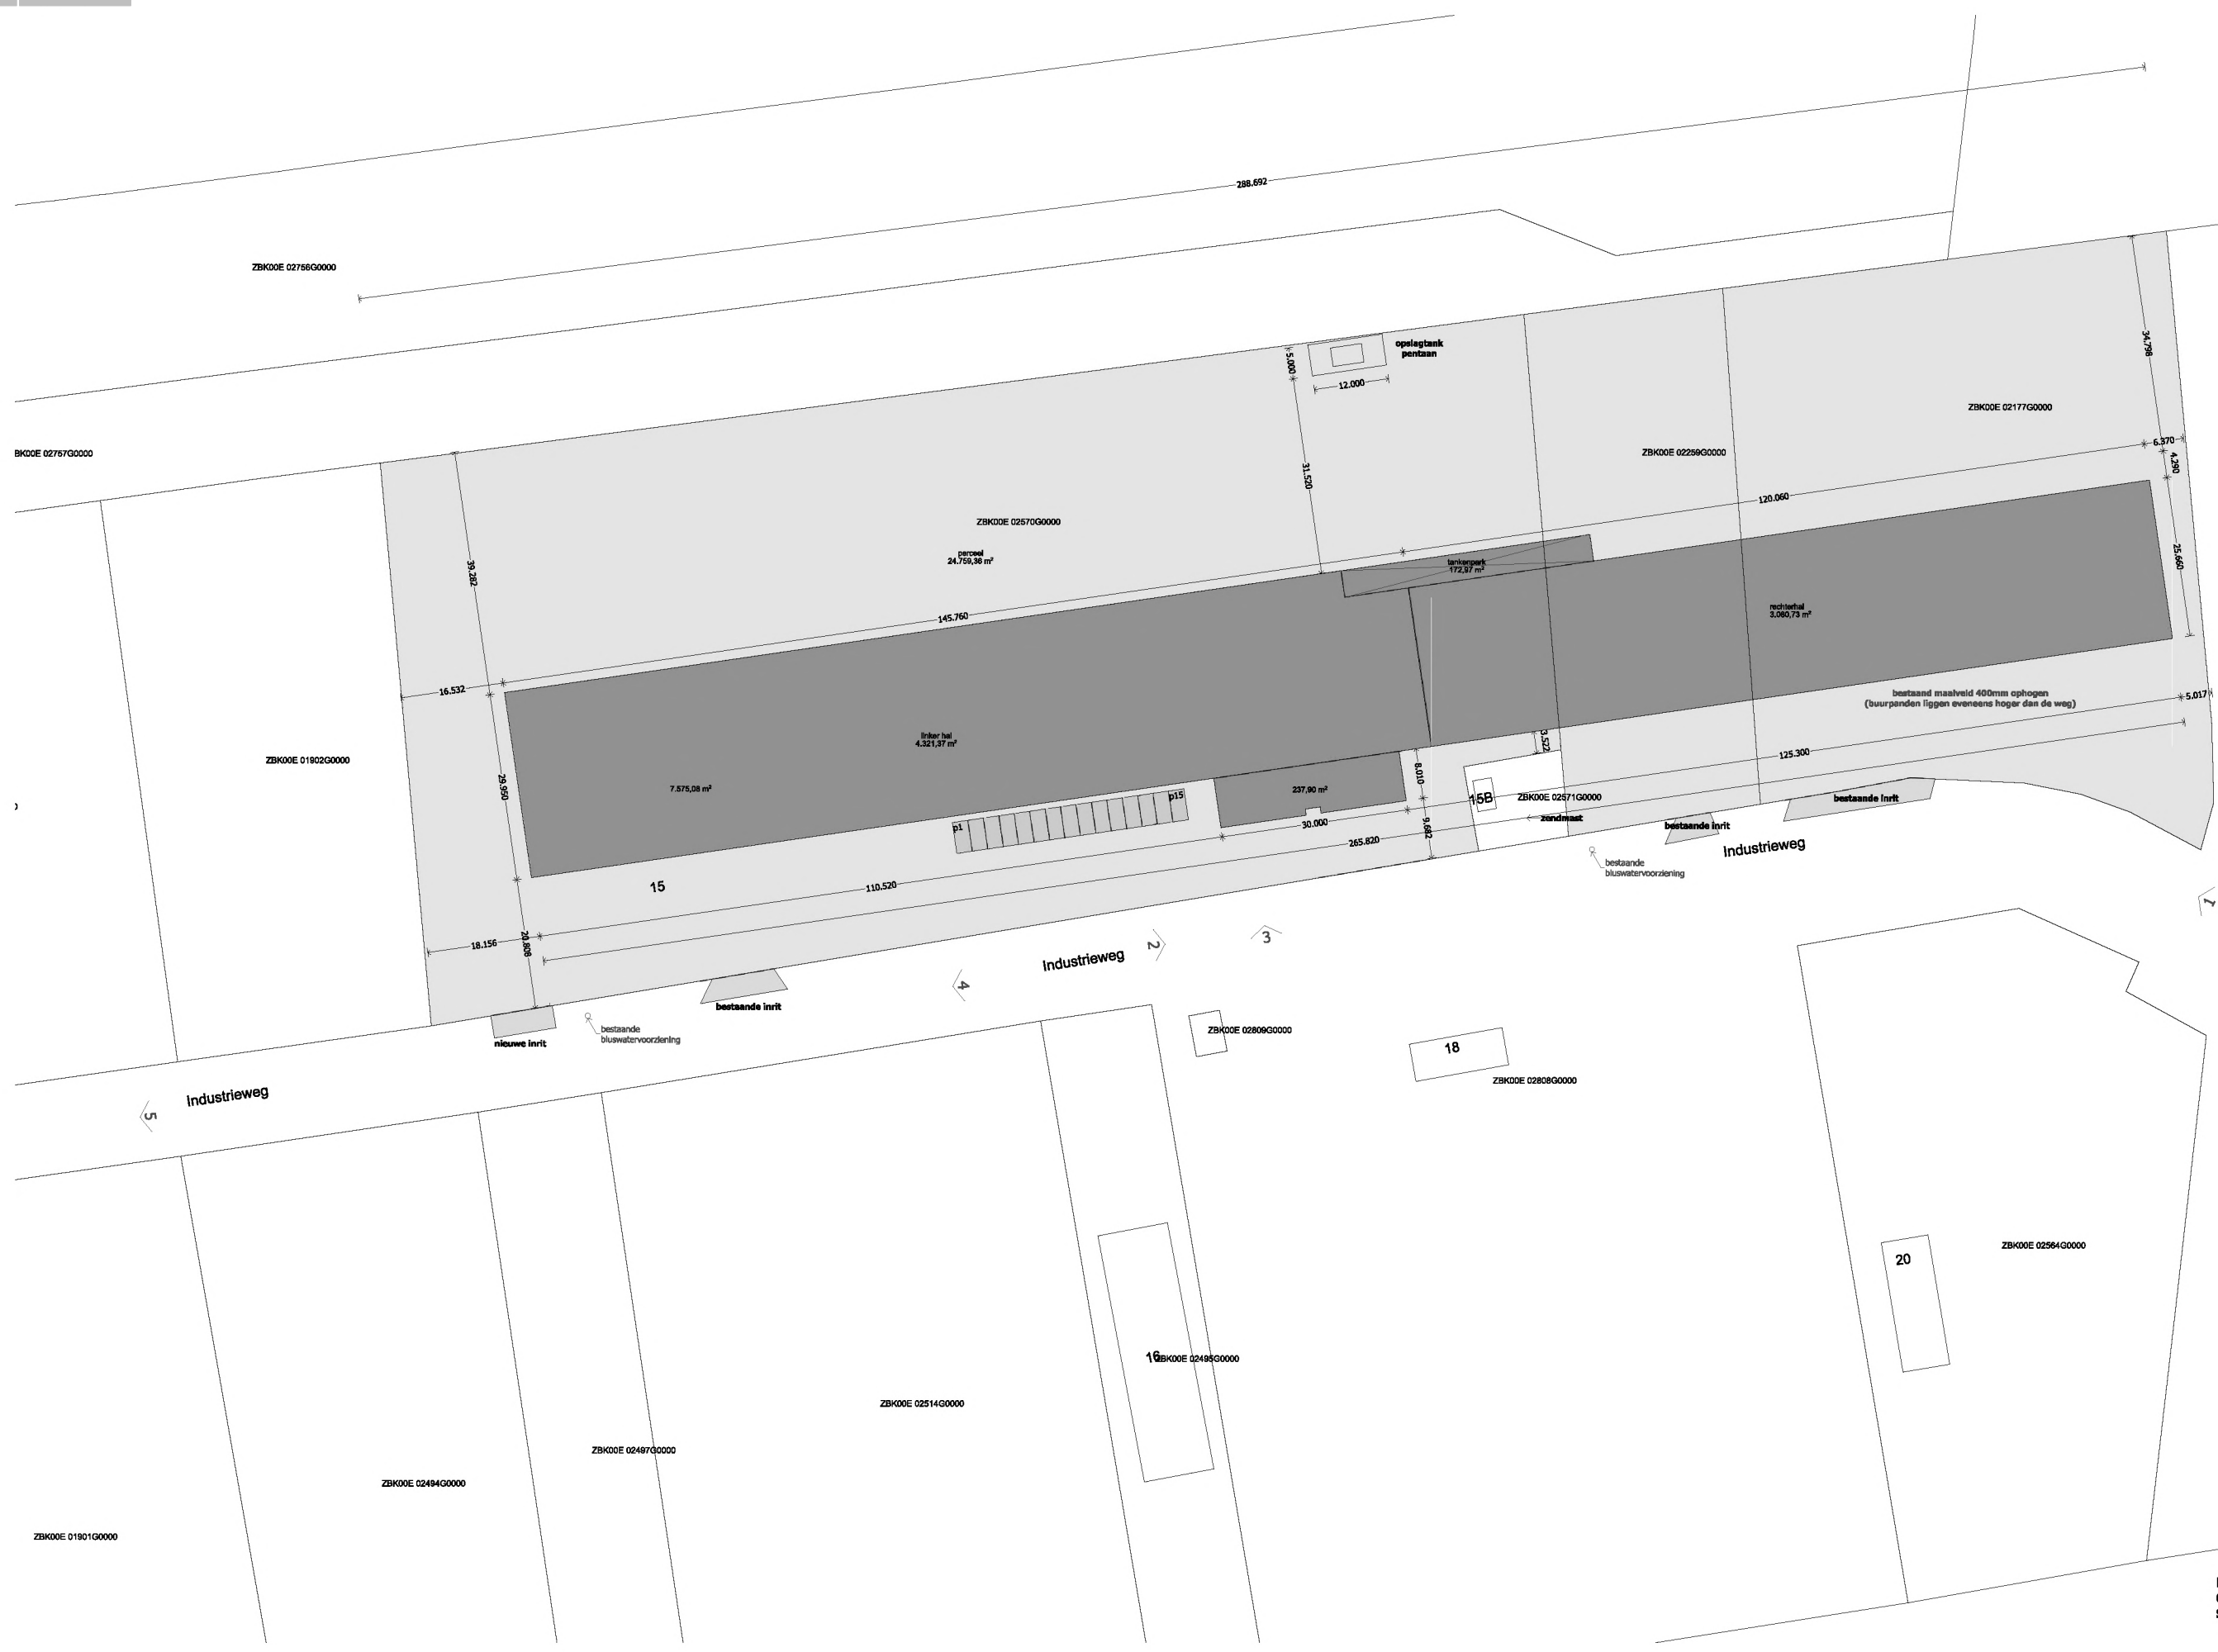 288.692
ZBK00E 02756G0000
5.000
opslagtank
pentaan
12.000
34.798
ZBK00E 02177G0000
BK00E 02757G0000
ZBK00E 02259G0000
6.370
4.290
31.520
120.060
ZBK00E 02570G0000
perceel
24.759,36 m²
39.282
tankenpark
172,97 m²
25.660
145.760
rechterhal
3.080,73 m²
16.532
bestaand maaiveld 400mm ophogen
(buurpanden liggen eveneens hoger dan de weg)
5.017
linker hal
4.321,37 m²
3.522
125.300
ZBK00E 01902G0000
8.010
29.950
7.575,08 m²
237,90 m²
p15
15B
ZBK00E 02571G0000
bestaande inrit
zendmast
p1
30.000
9.682
bestaande inrit
265.820
Industrieweg
bestaande
bluswatervoorziening
15
110.520
1
18.156
20.808
2
3
Industrieweg
4
bestaande inrit
nieuwe inrit
bestaande
bluswatervoorziening
ZBK00E 02809G0000
18
ZBK00E 02808G0000
Industrieweg
5
20
ZBK00E 02564G0000
16
ZBK00E 02495G0000
ZBK00E 02514G0000
ZBK00E 02497G0000
ZBK00E 02494G0000
ZBK00E 01901G0000